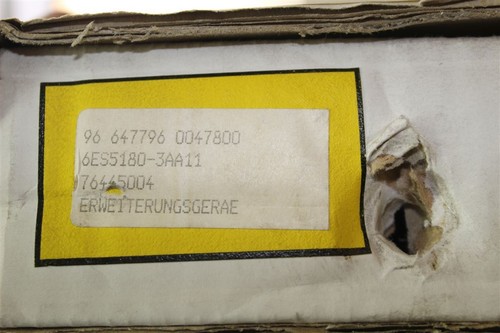 96 647796 0047800
6ES5180-3AA11
76445004
ERWEITERUNGSGERAE